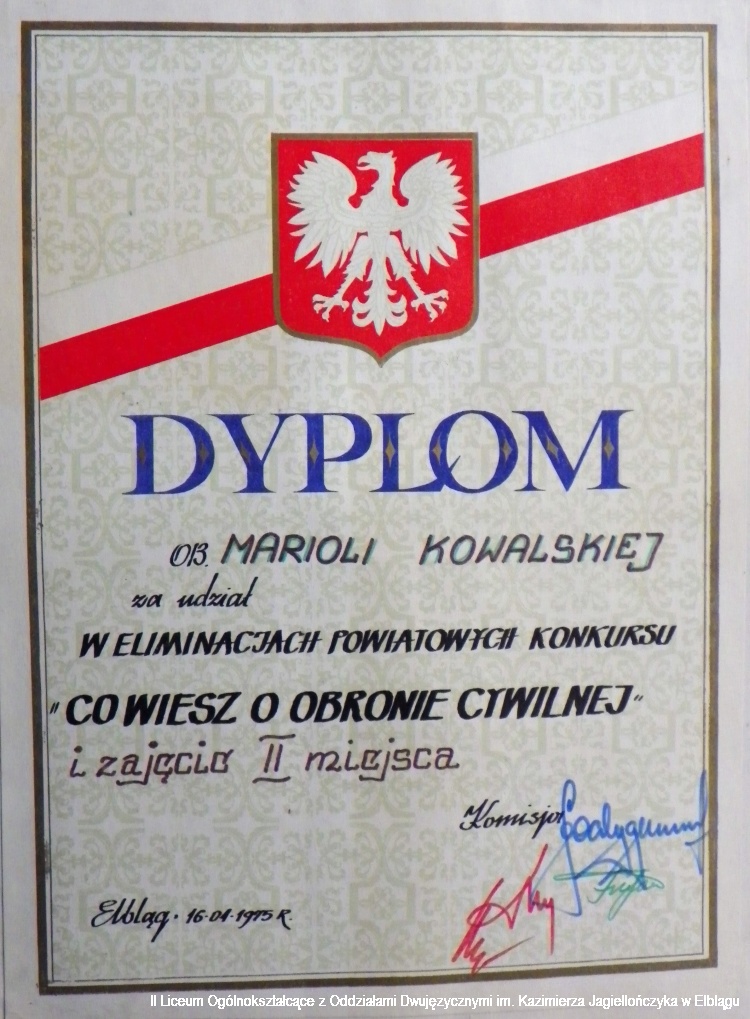 DYPLOM
OB. MARIOLI KOWALSKIEJ
za udział
W ELIMINACJACH POWIATOWYCH KONKURSU
"CO WIESZ O OBRONIE CYWILNEJ"
i zajęcie II miejsca
Komisja
Elbląg. 16.04.1975 R.
II Liceum Ogólnokształcące z Oddziałami Dwujęzycznymi im. Kazimierza Jagiellończyka w Elblągu